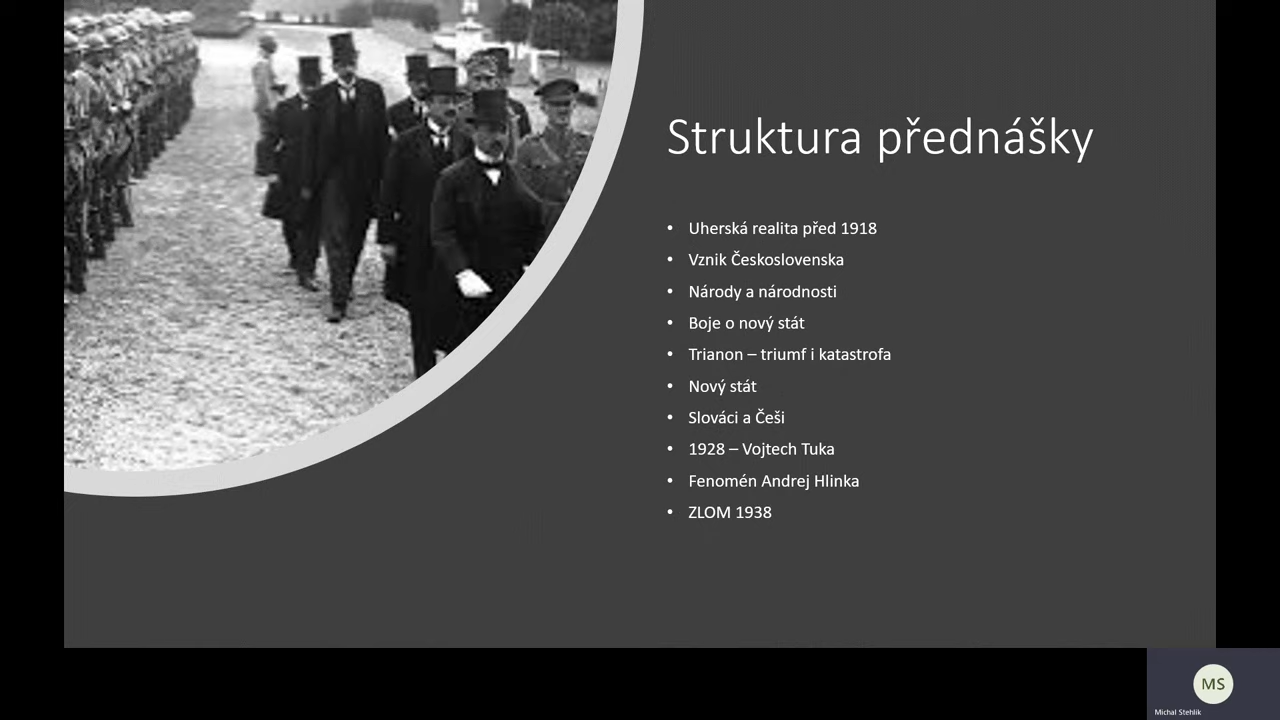 Struktura přednášky
• Uherská realita před 1918
• Vznik Československa
• Národy a národnosti
• Boje o nový stát
• Trianon – triumf i katastrofa
• Nový stát
• Slováci a Češi
• 1928 – Vojtech Tuka
• Fenomén Andrej Hlinka
• ZLOM 1938
MS
Michal Stehlík